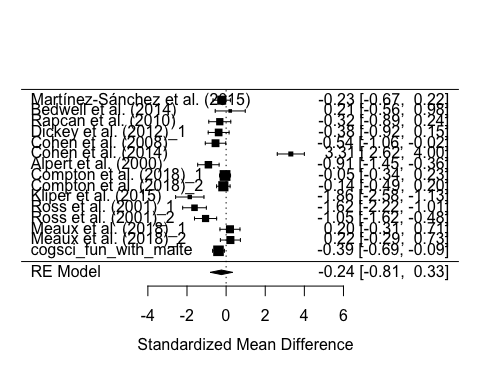 Martínez-Sánchez et al. (2015) -0.23 [-0.67, 0.22]
Bedwell et al. (2014) 0.21 [-0.56, 0.98]
Rapcan et al. (2010) -0.32 [-0.89, 0.24]
Dickey et al. (2012)_1 -0.38 [-0.92, 0.15]
Cohen et al. (2008) -0.54 [-1.06, -0.02]
Cohen et al. (2014) 3.31 [ 2.62, 4.00]
Alpert et al. (2000) -0.91 [-1.45, -0.36]
Compton et al. (2018)_1 -0.05 [-0.34, 0.23]
Compton et al. (2018)_2 -0.14 [-0.49, 0.20]
Kliper et al. (2015) -1.86 [-2.58, -1.13]
Ross et al. (2001)_1 -1.62 [-2.22, -1.01]
Ross et al. (2001)_2 -1.05 [-1.62, -0.48]
Meaux et al. (2018)_1 0.20 [-0.31, 0.71]
Meaux et al. (2018)_2 0.22 [-0.29, 0.73]
cogsci_fun_with_malte -0.39 [-0.69, -0.09]
RE Model -0.24 [-0.81, 0.33]
-4 -2 0 2 4 6
Standardized Mean Difference